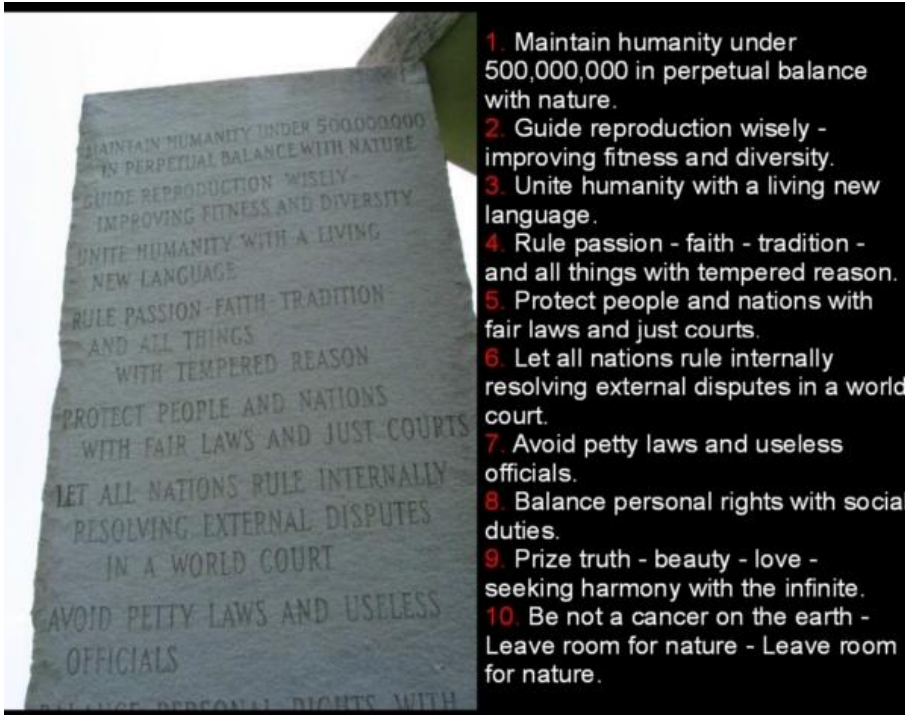 MAINTAIN HUMANITY UNDER 500,000,000
IN PERPETUAL BALANCE WITH NATURE
GUIDE REPRODUCTION WISELY -
IMPROVING FITNESS AND DIVERSITY
UNITE HUMANITY WITH A LIVING
NEW LANGUAGE
RULE PASSION - FAITH - TRADITION
AND ALL THINGS
WITH TEMPERED REASON
PROTECT PEOPLE AND NATIONS
WITH FAIR LAWS AND JUST COURTS
LET ALL NATIONS RULE INTERNALLY
RESOLVING EXTERNAL DISPUTES
IN A WORLD COURT
AVOID PETTY LAWS AND USELESS
OFFICIALS
BALANCE PERSONAL RIGHTS WITH
1. Maintain humanity under
500,000,000 in perpetual balance
with nature.
2. Guide reproduction wisely -
improving fitness and diversity.
3. Unite humanity with a living new
language.
4. Rule passion - faith - tradition -
and all things with tempered reason.
5. Protect people and nations with
fair laws and just courts.
6. Let all nations rule internally
resolving external disputes in a world
court.
7. Avoid petty laws and useless
officials.
8. Balance personal rights with social
duties.
9. Prize truth - beauty - love -
seeking harmony with the infinite.
10. Be not a cancer on the earth -
Leave room for nature - Leave room
for nature.